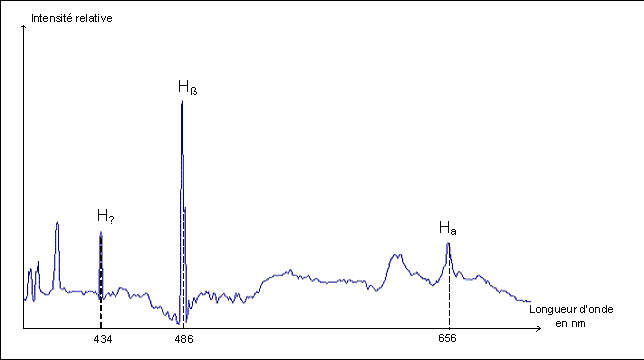 Intensité relative
Hß
H?
Ha
Longueur d'onde
en nm
434
486
656